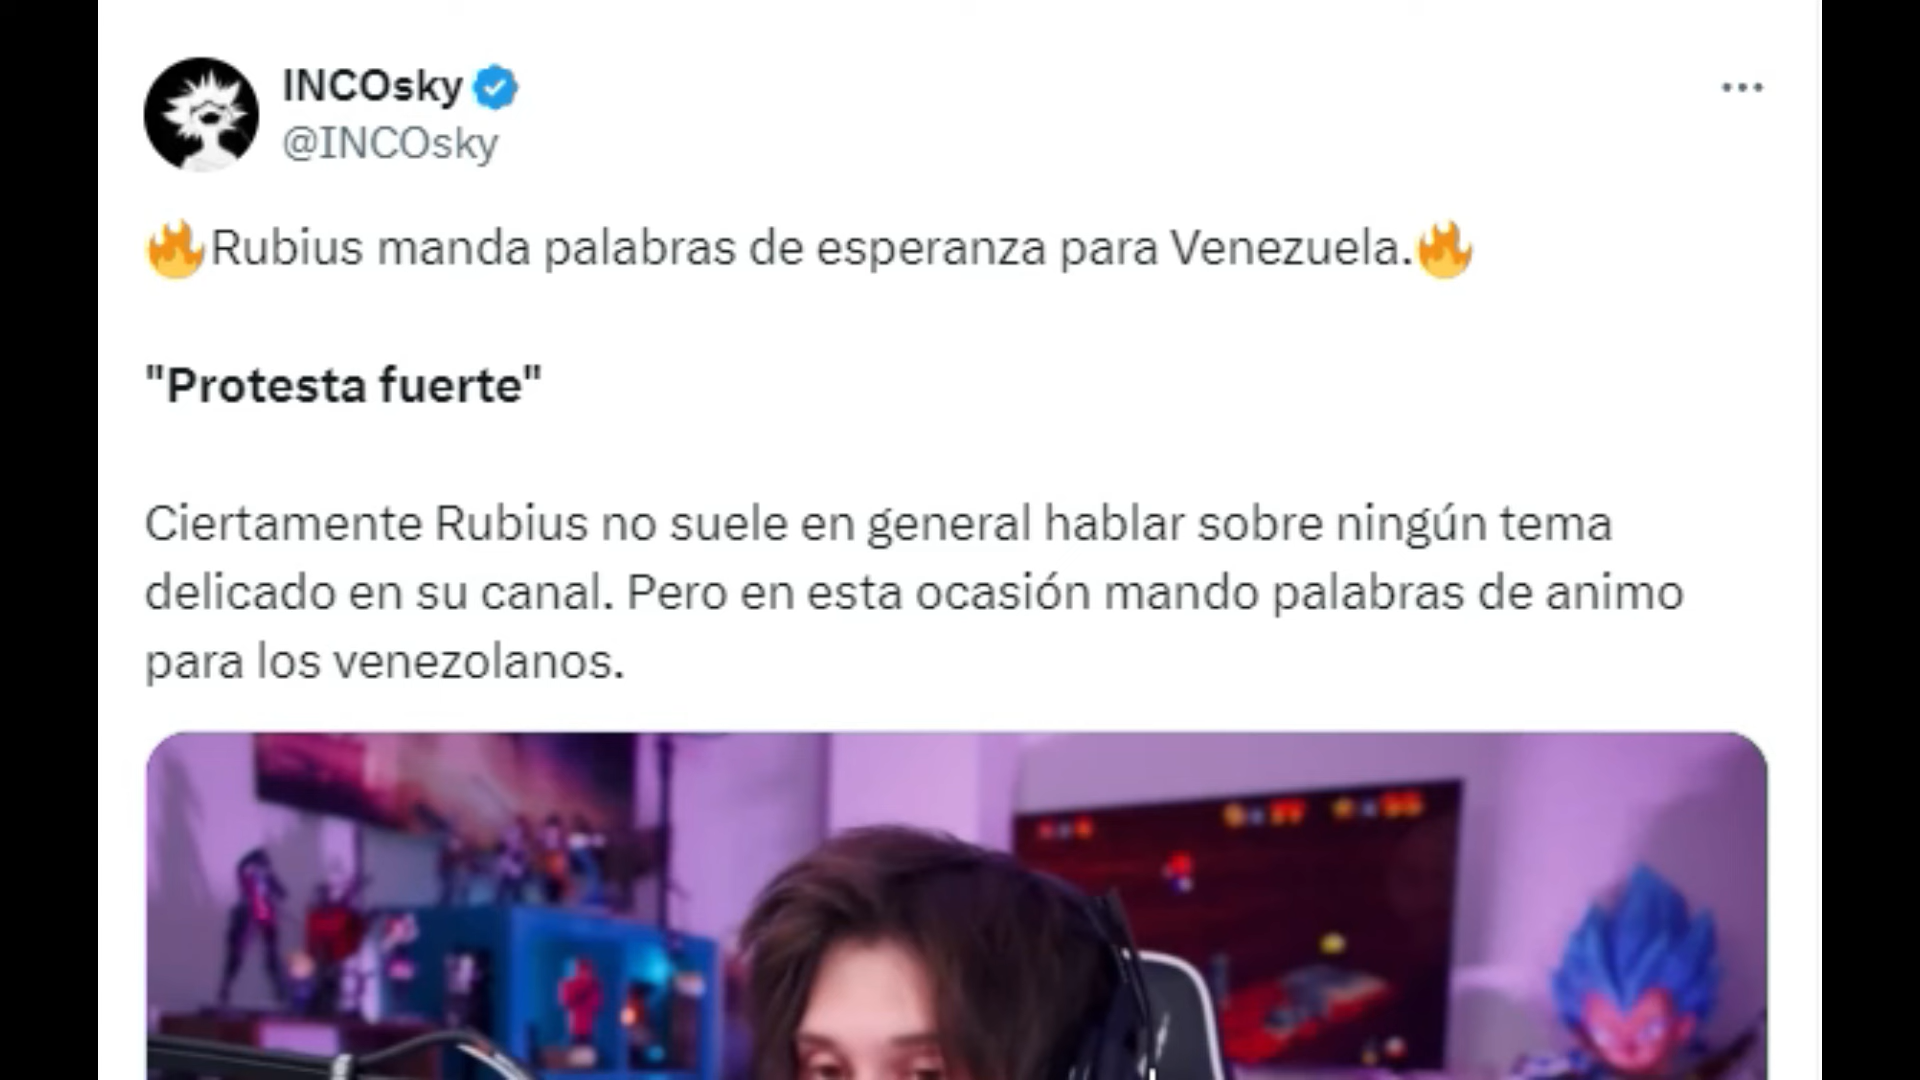 INCOsky
@INCOsky
🔥Rubius manda palabras de esperanza para Venezuela.🔥
"Protesta fuerte"
Ciertamente Rubius no suele en general hablar sobre ningún tema
delicado en su canal. Pero en esta ocasión mando palabras de animo
para los venezolanos.